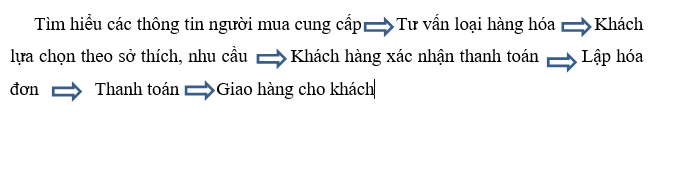 Tìm hiểu các thông tin người mua cung cấp Tư vấn loại hàng hóa Khách
lựa chọn theo sở thích, nhu cầu Khách hàng xác nhận thanh toán Lập hóa
đơn Thanh toán Giao hàng cho khách